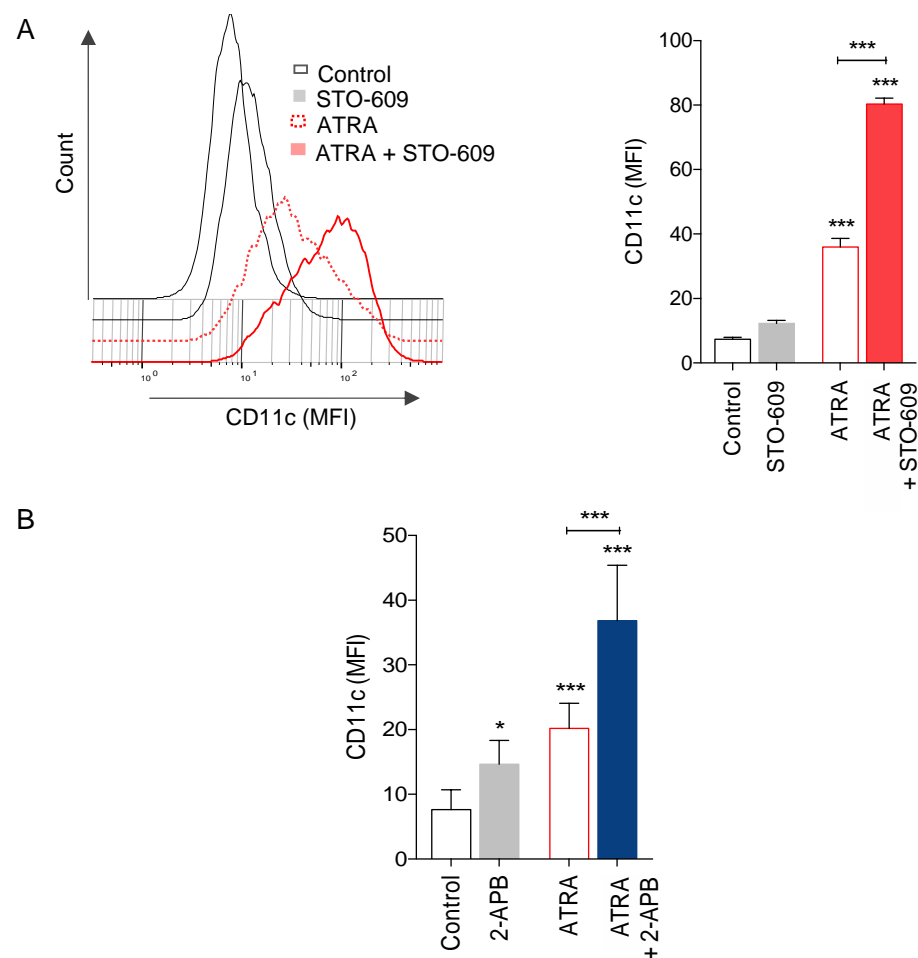 A
Count
Control
STO-609
ATRA
ATRA + STO-609
10⁰
10¹
10²
CD11c (MFI)
CD11c (MFI)
100
80
60
40
20
0
***
***
***
Control
STO-609
ATRA
ATRA
+ STO-609
B
CD11c (MFI)
50
40
30
20
10
0
*
***
***
***
Control
2-APB
ATRA
ATRA
+ 2-APB